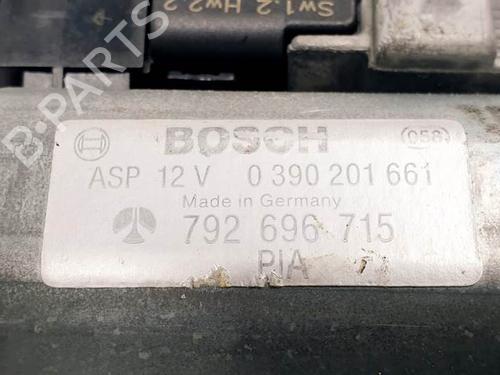 Sw1.2 Hw2.2
B-Parts
BOSCH
058
ASP 12 V 0 390 201 661
Made in Germany
792 696 715
PIA